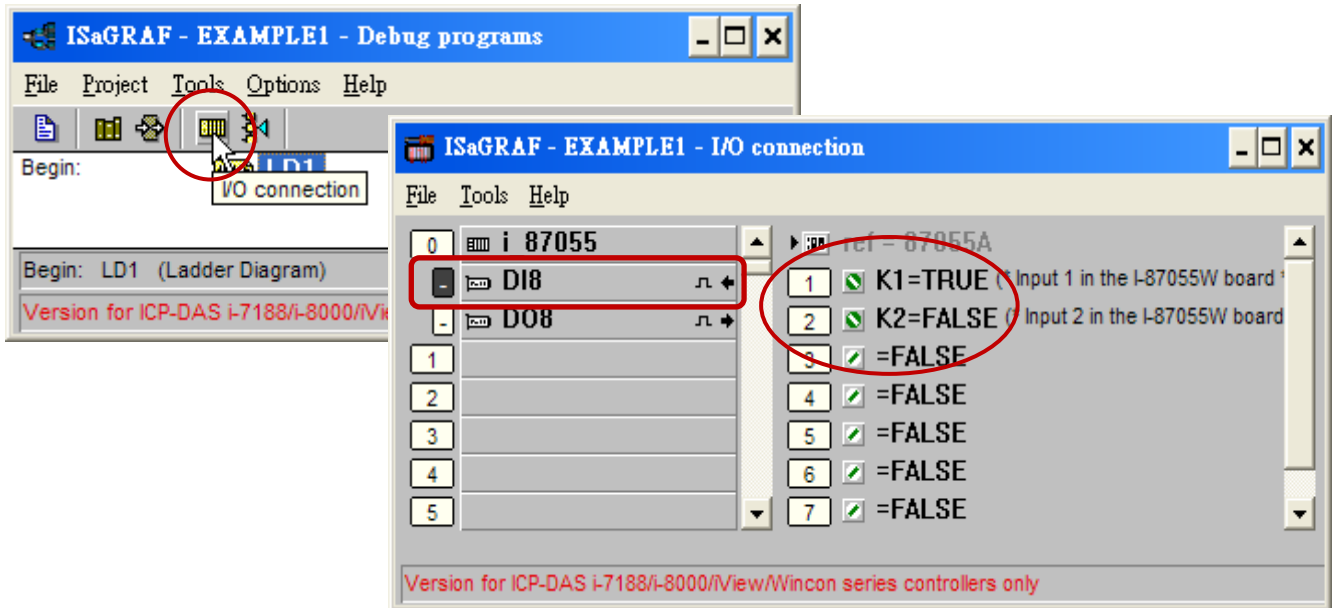 ISaGRAF - EXAMPLE1 - Debug programs
File Project Tools Options Help
Begin: LD1
I/O connection
Begin: LD1 (Ladder Diagram)
Version for ICP-DAS i-7188/i-8000/iVie
ISaGRAF - EXAMPLE1 - I/O connection
File Tools Help
0 i 87055
- DI8
- DO8
1
2
3
4
5
ref = 87055A
1 K1=TRUE (* Input 1 in the I-87055W board *
2 K2=FALSE (* Input 2 in the I-87055W board
3 =FALSE
4 =FALSE
5 =FALSE
6 =FALSE
7 =FALSE
Version for ICP-DAS i-7188/i-8000/iView/Wincon series controllers only